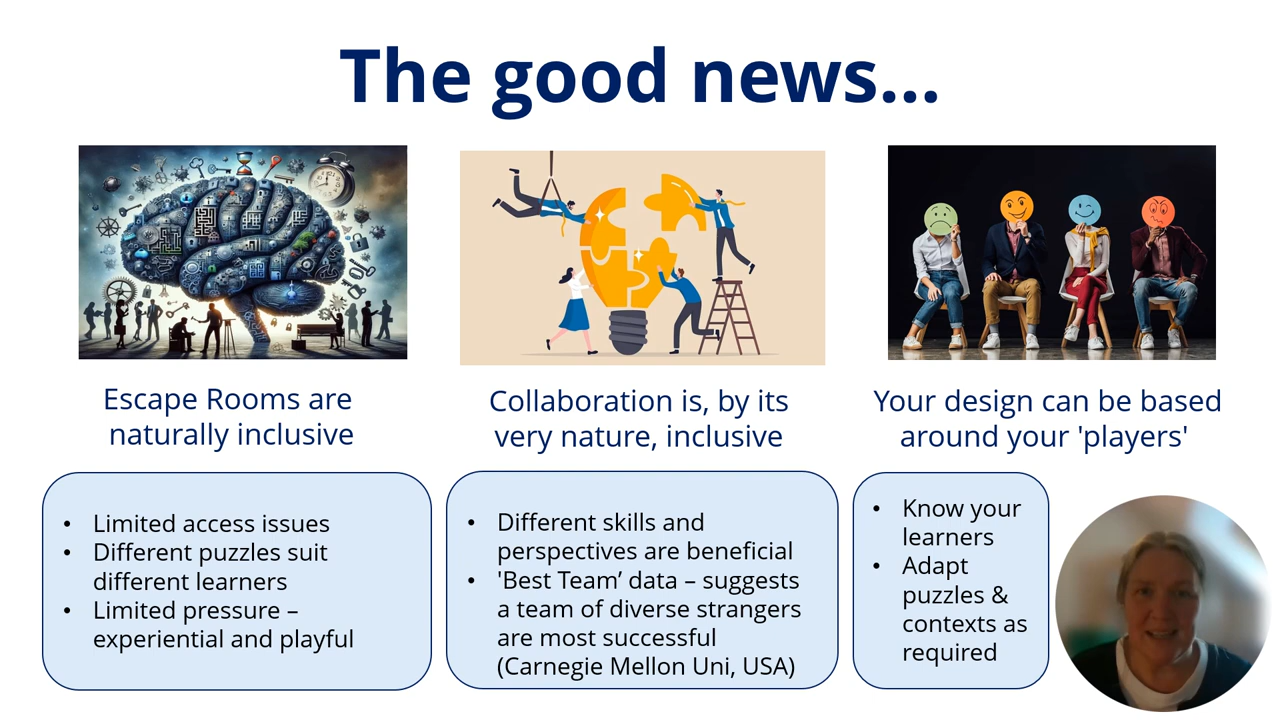 The good news...
Escape Rooms are
naturally inclusive
Collaboration is, by its
very nature, inclusive
Your design can be based
around your 'players'
• Limited access issues
• Different puzzles suit
different learners
• Limited pressure –
experiential and playful
• Different skills and
perspectives are beneficial
• 'Best Team’ data – suggests
a team of diverse strangers
are most successful
(Carnegie Mellon Uni, USA)
• Know your
learners
• Adapt
puzzles &
contexts as
required